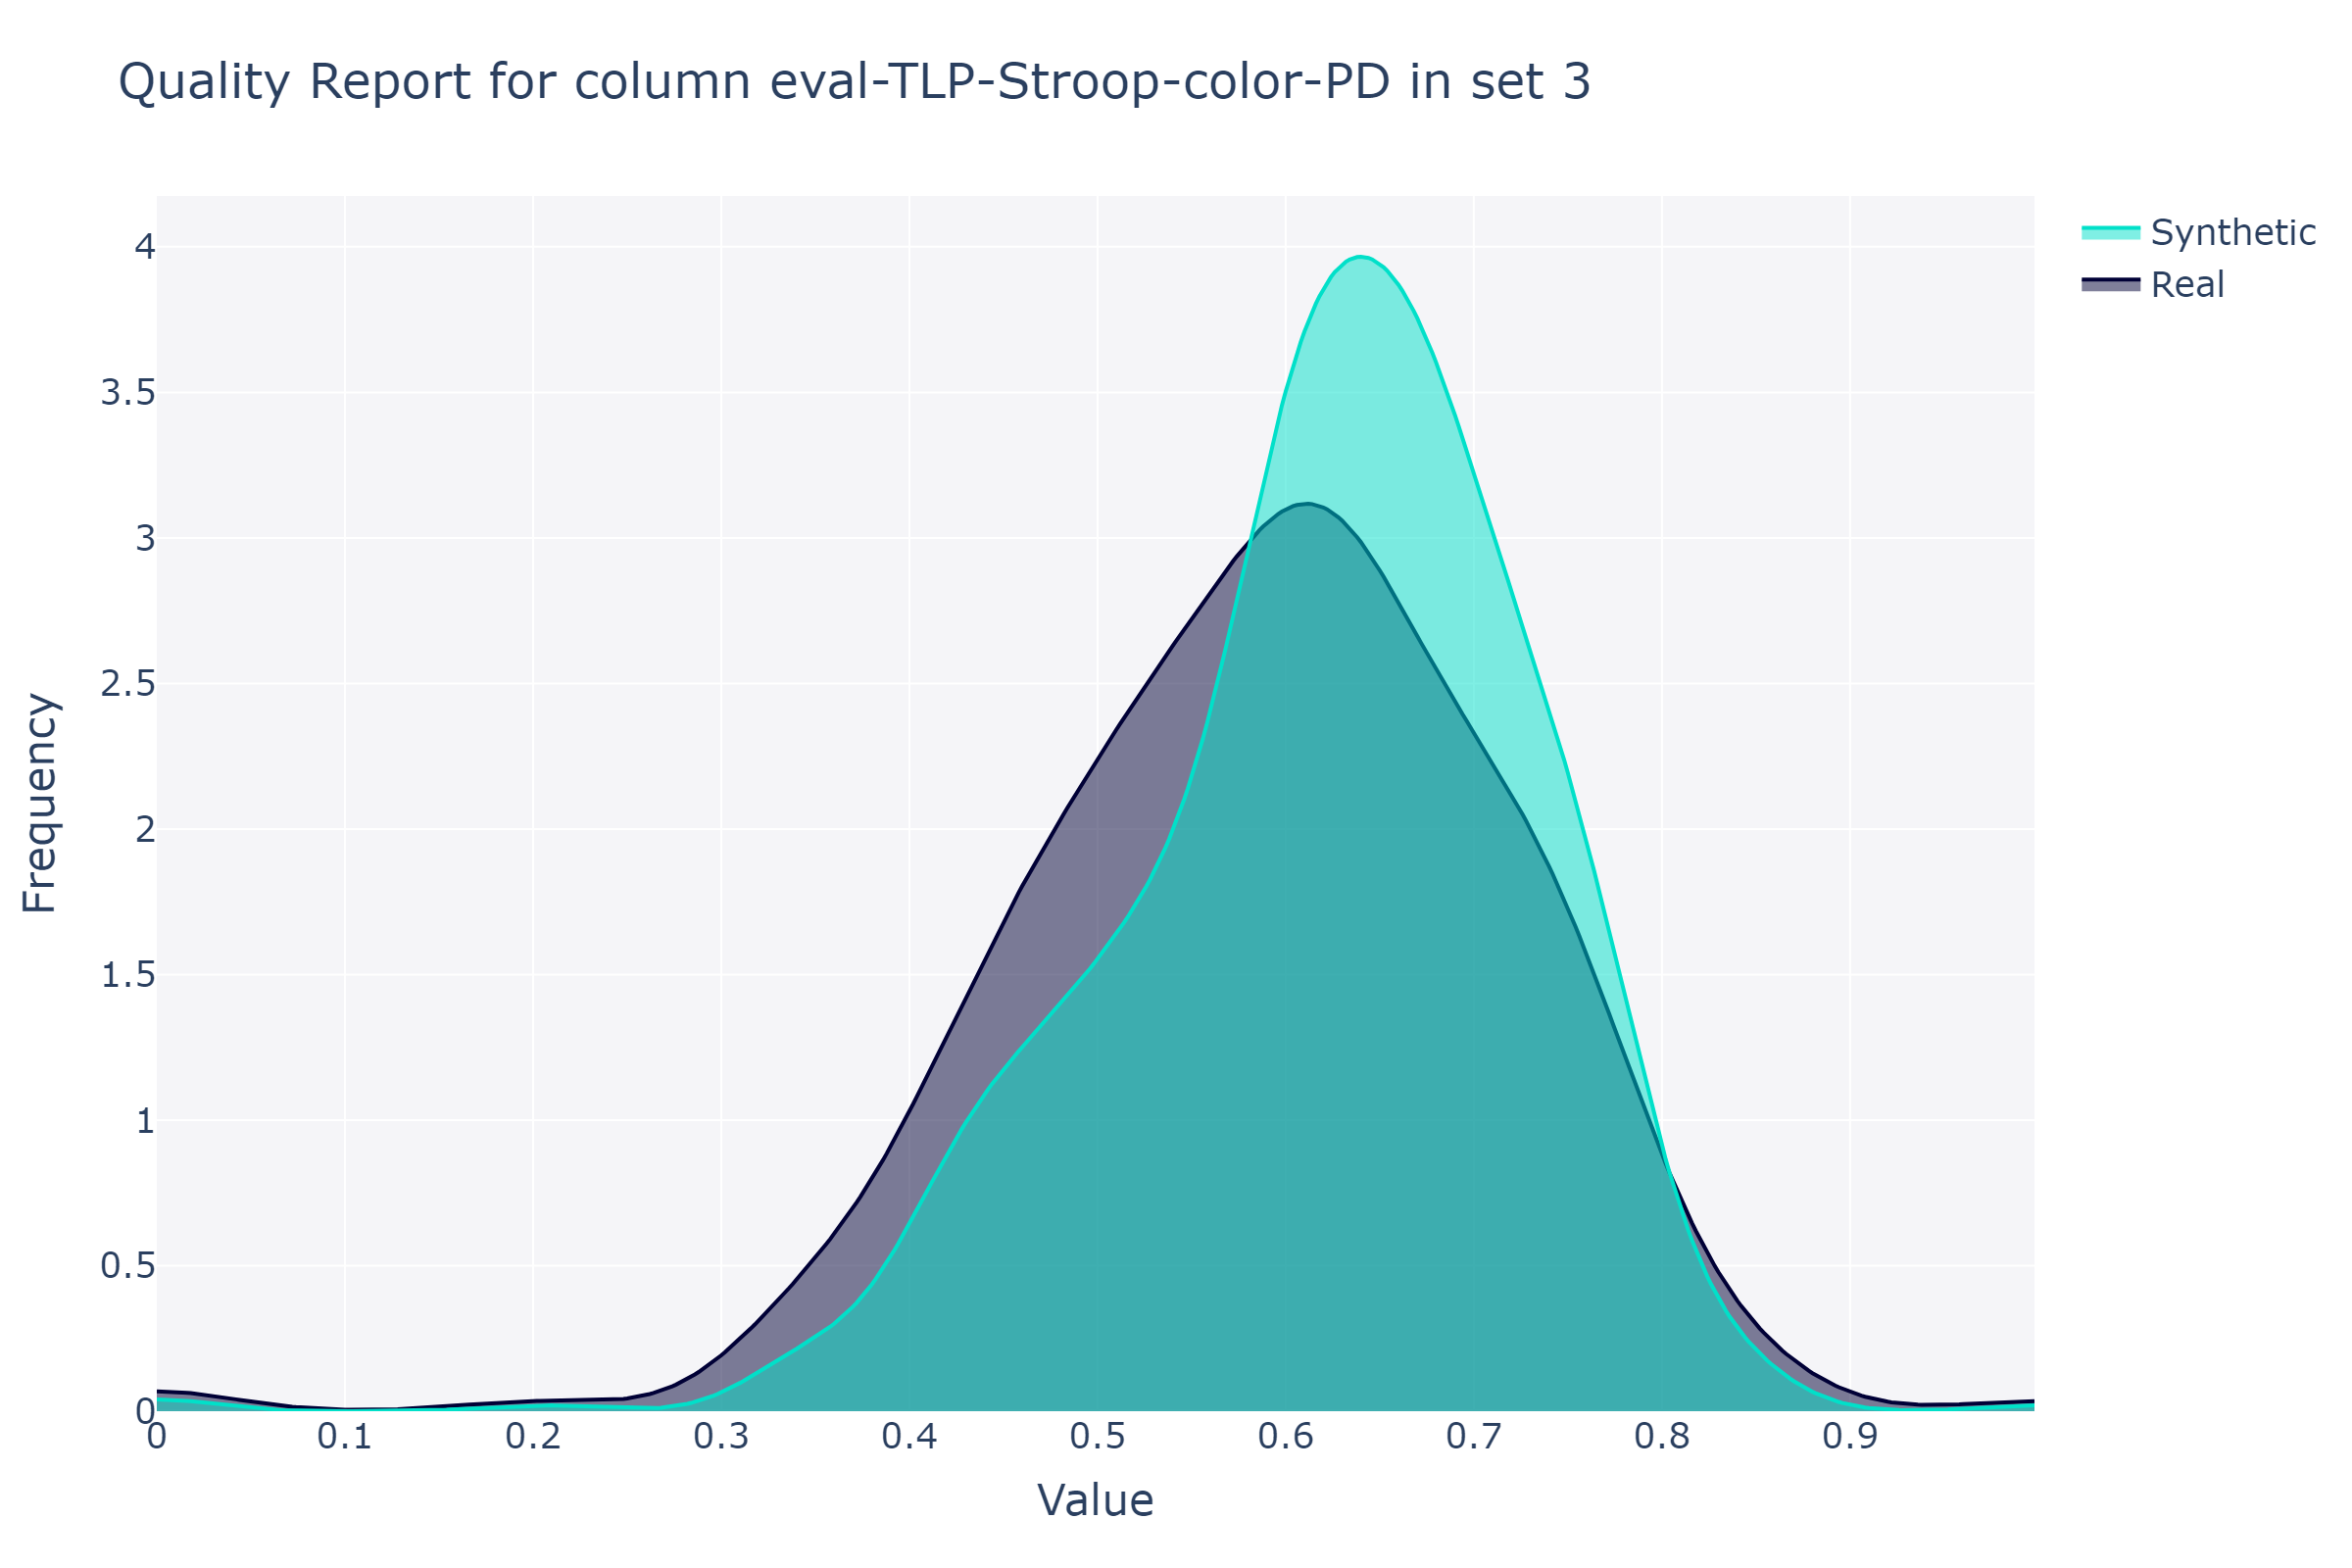 Quality Report for column eval-TLP-Stroop-color-PD in set 3
Synthetic
Real
4
3.5
3
2.5
2
1.5
1
0.5
0
Frequency
0 0.1 0.2 0.3 0.4 0.5 0.6 0.7 0.8 0.9
Value